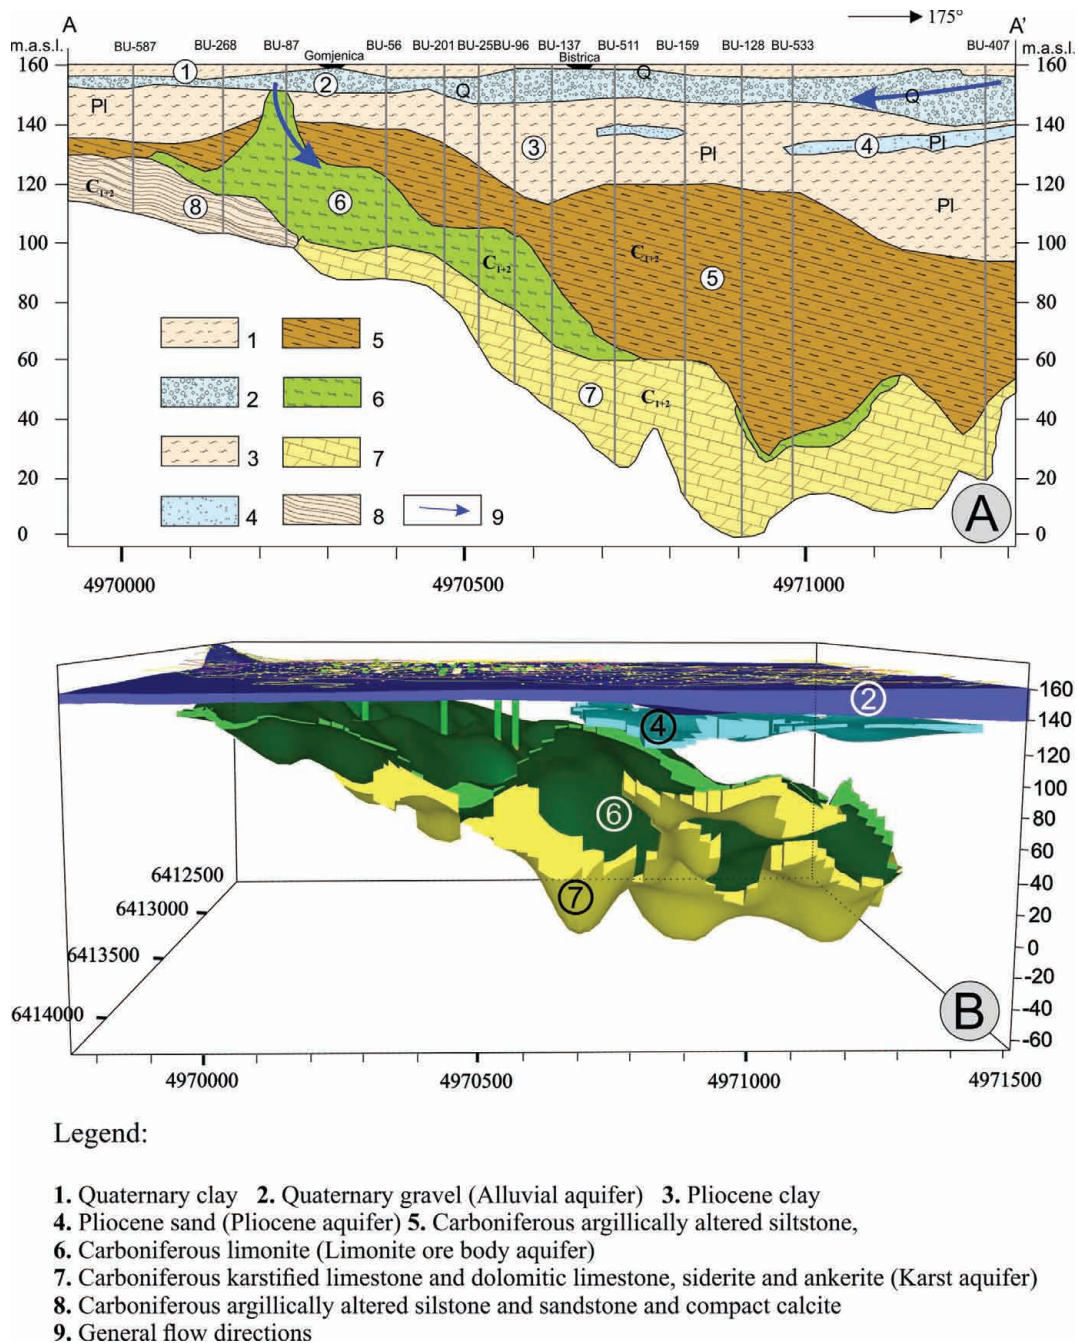 A A'
175°
m.a.s.l. BU-587 BU-268 BU-87 Gomjenica BU-56 BU-201 BU-25 BU-96 BU-137 Bistrica BU-511 BU-159 BU-128 BU-533 BU-407 m.a.s.l.
160 1 Q 160
2 Q Q
Pl
140 3 4 Pl 140
Pl
120 C1+2 8 6 Pl 120
100 C1+2 C1+2 5 100
80 80
1 5
60 60
2 6 7 C1+2
40 40
3 7
20 20
4 8 9 A
0 0
4970000 4970500 4971000
160
2
140
4
120
100
6 80
60
6412500 7 40
6413000 20
0
6413500 -20
6414000 B -40
-60
4970000 4970500 4971000 4971500
Legend:
1. Quaternary clay 2. Quaternary gravel (Alluvial aquifer) 3. Pliocene clay
4. Pliocene sand (Pliocene aquifer) 5. Carboniferous argillically altered siltstone,
6. Carboniferous limonite (Limonite ore body aquifer)
7. Carboniferous karstified limestone and dolomitic limestone, siderite and ankerite (Karst aquifer)
8. Carboniferous argillically altered silstone and sandstone and compact calcite
9. General flow directions